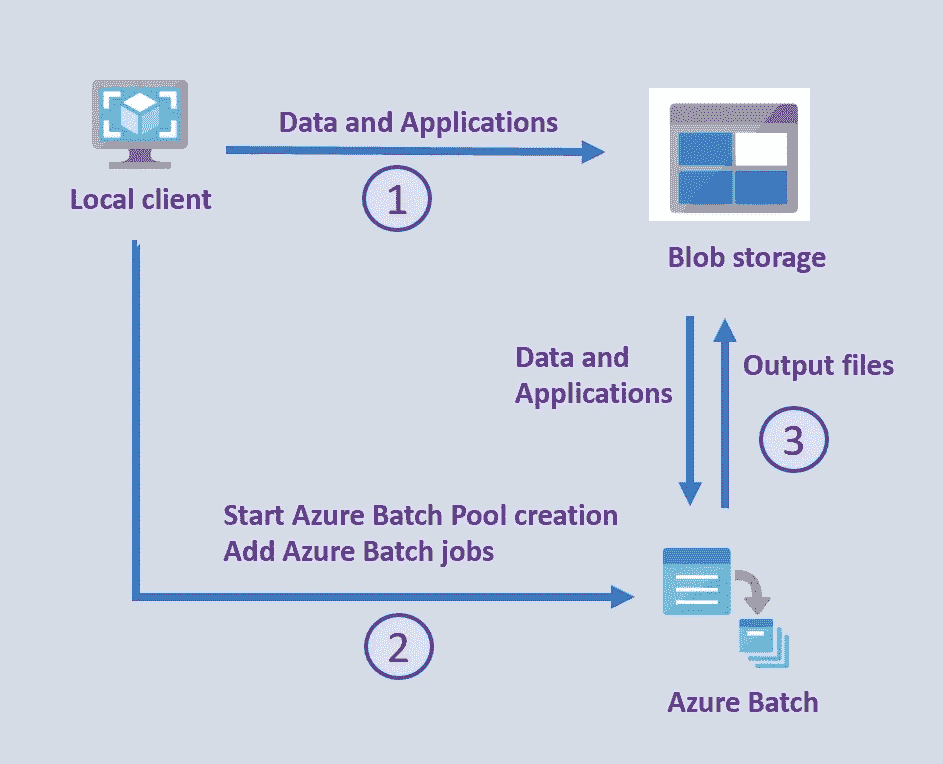 Data and Applications
1
Local client
Blob storage
Data and
Applications
Output files
3
Start Azure Batch Pool creation
Add Azure Batch jobs
2
Azure Batch